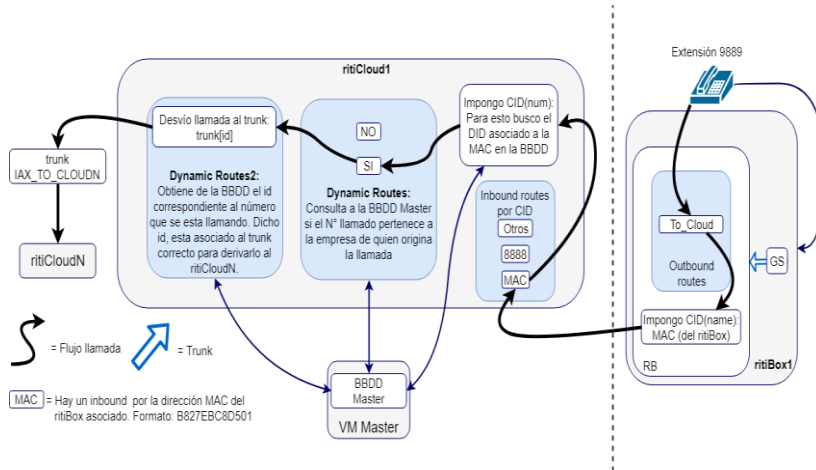 ritiCloud1
Desvío llamada al trunk:
trunk[id]
Dynamic Routes2:
Obtiene de la BBDD el id
correspondiente al número
que se esta llamando. Dicho
id, esta asociado al trunk
correcto para derivarlo al
ritiCloudN.
NO
SI
Dynamic Routes:
Consulta a la BBDD Master
si el N° llamado pertenece a
la empresa de quien origina
la llamada
Impongo CID(num):
Para esto busco el
DID asociado a la
MAC en la BBDD
Inbound routes
por CID
Otros
8888
MAC
trunk
IAX_TO_CLOUDN
ritiCloudN
Extensión 9889
To_Cloud
Outbound
routes
GS
Impongo CID(name):
MAC (del ritiBox)
RB
ritiBox1
BBDD
Master
VM Master
= Flujo llamada
= Trunk
MAC = Hay un inbound por la dirección MAC del
ritiBox asociado. Formato: B827EBC8D501